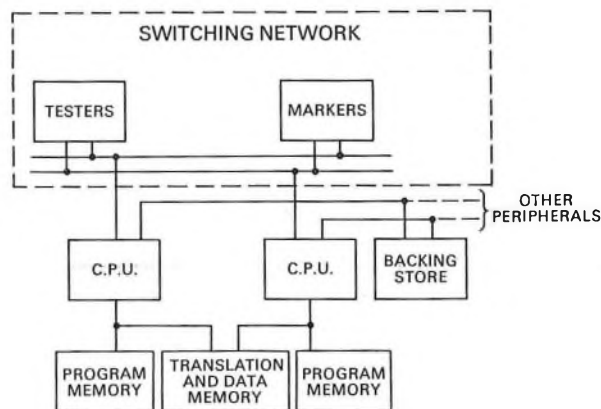 SWITCHING NETWORK
TESTERS
MARKERS
OTHER
PERIPHERALS
C.P.U.
C.P.U.
BACKING
STORE
PROGRAM
MEMORY
TRANSLATION
AND DATA
MEMORY
PROGRAM
MEMORY